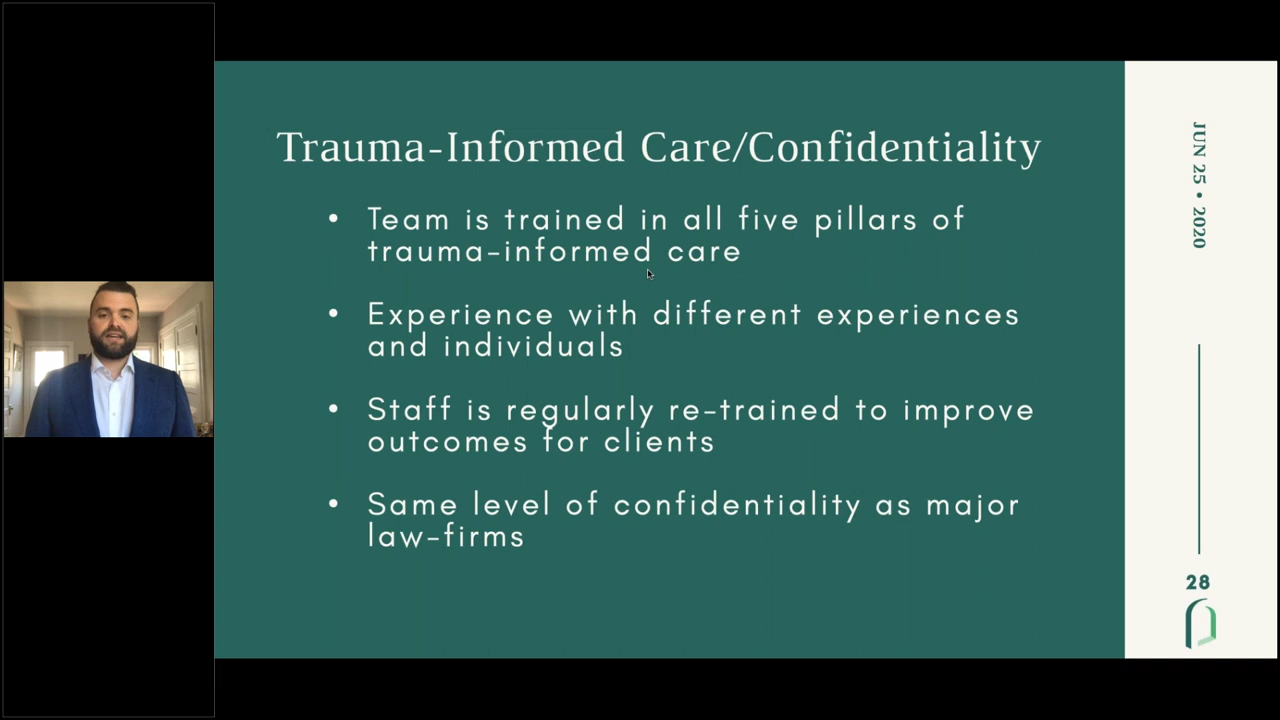 Trauma-Informed Care/Confidentiality
• Team is trained in all five pillars of
trauma-informed care
• Experience with different experiences
and individuals
• Staff is regularly re-trained to improve
outcomes for clients
• Same level of confidentiality as major
law-firms
JUN 25 • 2020
28